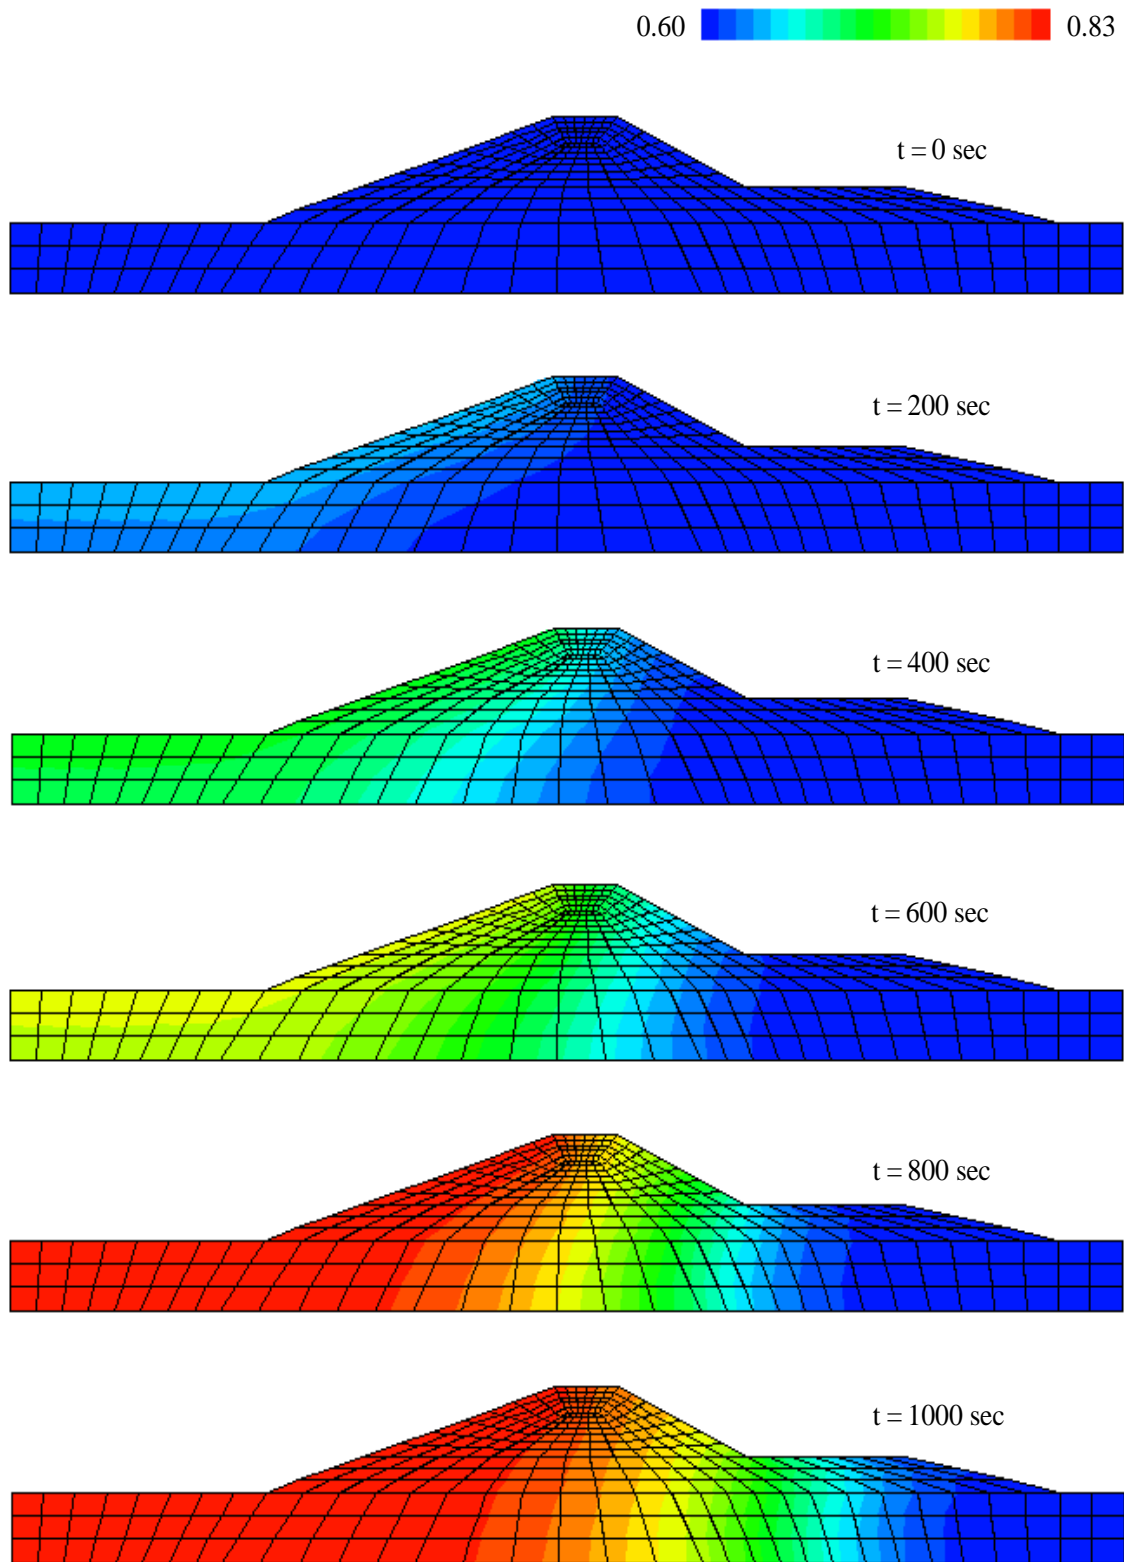 0.60 0.83
t = 0 sec
t = 200 sec
t = 400 sec
t = 600 sec
t = 800 sec
t = 1000 sec